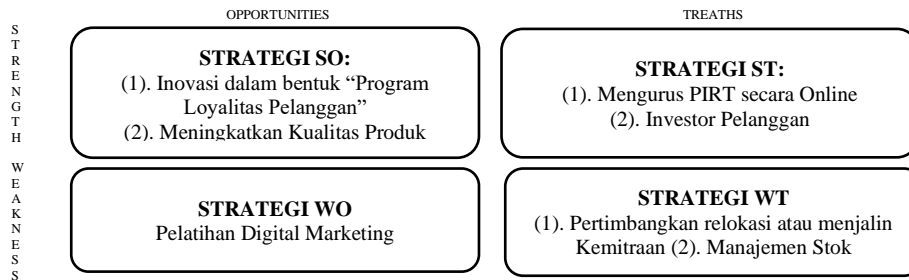 OPPORTUNITIES
TREATHS
STRENGTH
STRATEGI SO:
(1). Inovasi dalam bentuk “Program
Loyalitas Pelanggan”
(2). Meningkatkan Kualitas Produk
STRATEGI ST:
(1). Mengurus PIRT secara Online
(2). Investor Pelanggan
WEAKNESS
STRATEGI WO
Pelatihan Digital Marketing
STRATEGI WT
(1). Pertimbangkan relokasi atau menjalin
Kemitraan (2). Manajemen Stok